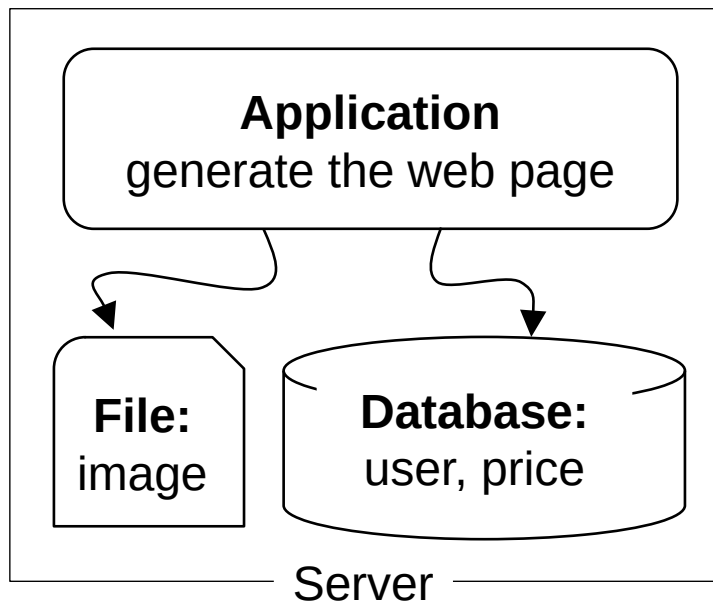 Application
generate the web page
File:
image
Database:
user, price
Server